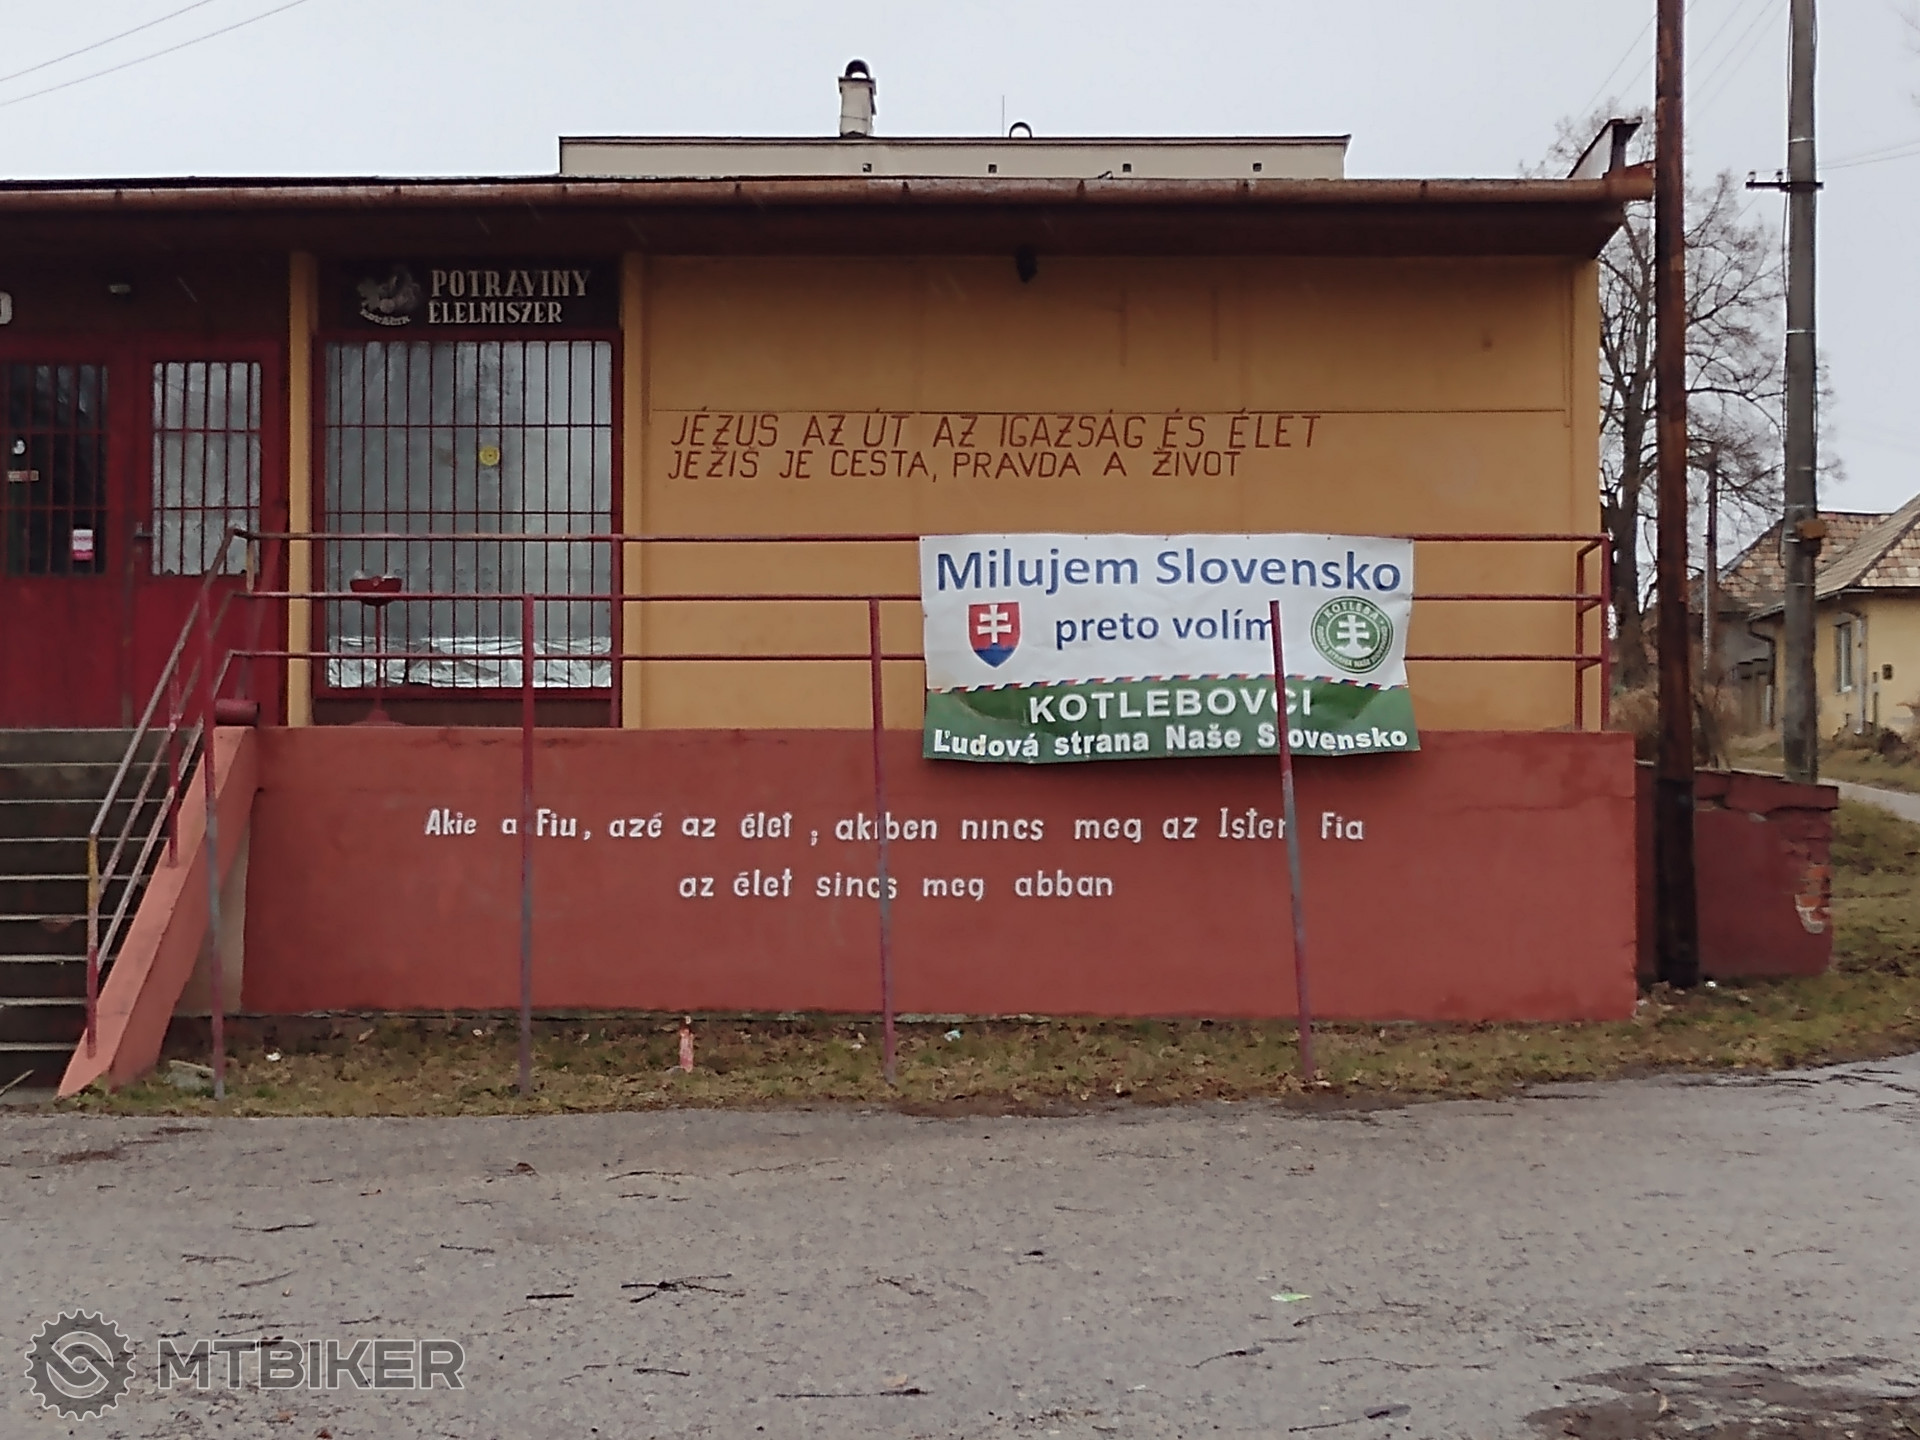 POTRAVINY
ÉLELMISZER
JÉZUS AZ ÚT AZ IGAZSÁG ÉS ÉLET
JEŽIŠ JE CESTA, PRAVDA A ŽIVOT
Milujem Slovensko
preto volím
KOTLEBA
KOTLEBOVCI
Ľudová strana Naše Slovensko
Akié a Fiu, azé az élet ; akiben nincs meg az Isten Fia
az élet sincs meg abban
MTBIKER